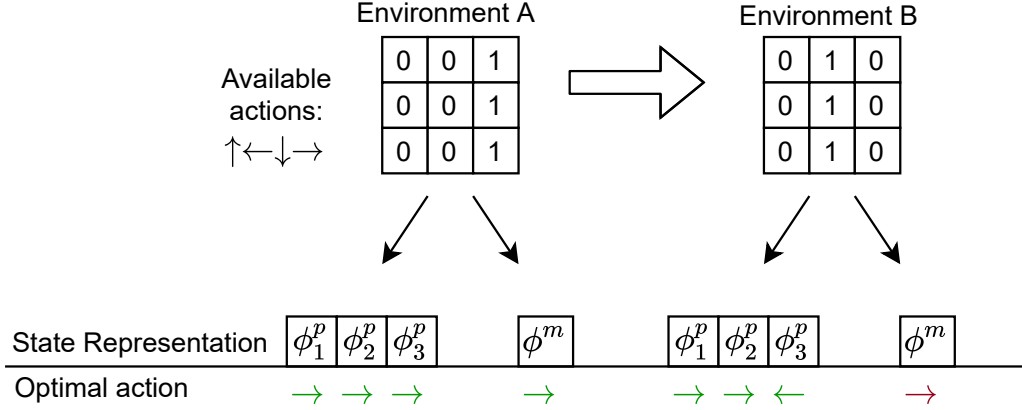 Environment A
Environment B
0 0 1
0 0 1
0 0 1
0 1 0
0 1 0
0 1 0
Available
actions:
↑←↓→
State Representation ϕ₁ᵖ ϕ₂ᵖ ϕ₃ᵖ ϕᵐ ϕ₁ᵖ ϕ₂ᵖ ϕ₃ᵖ ϕᵐ
Optimal action → → → → → → ← →